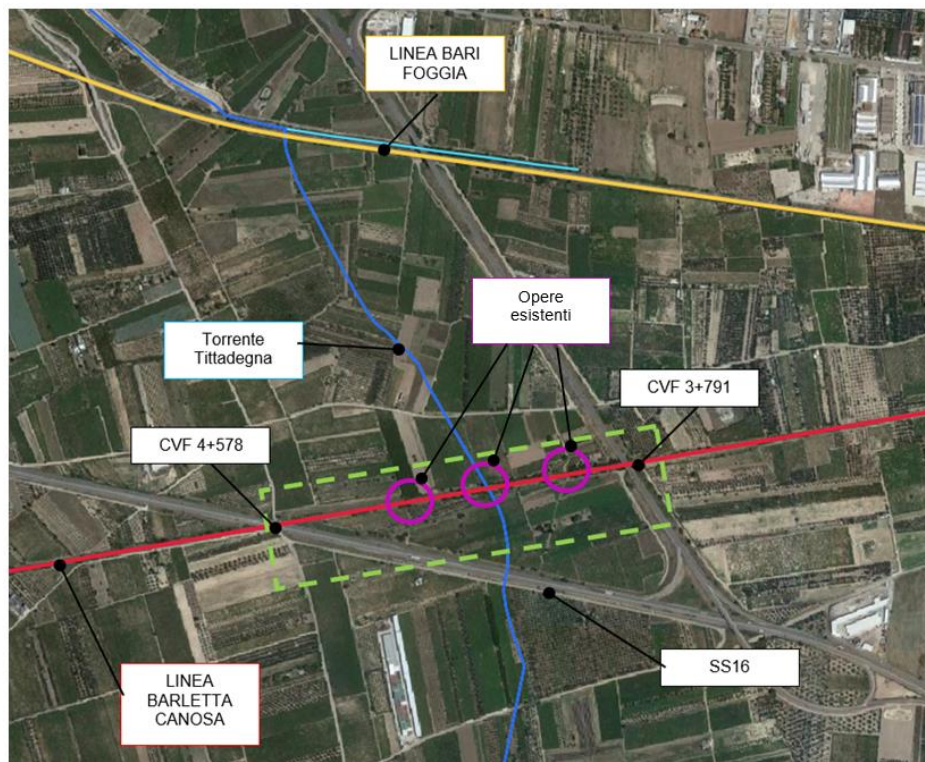 LINEA BARI
FOGGIA
Opere
esistenti
Torrente
Tittadegna
CVF 3+791
CVF 4+578
SS16
LINEA
BARLETTA
CANOSA